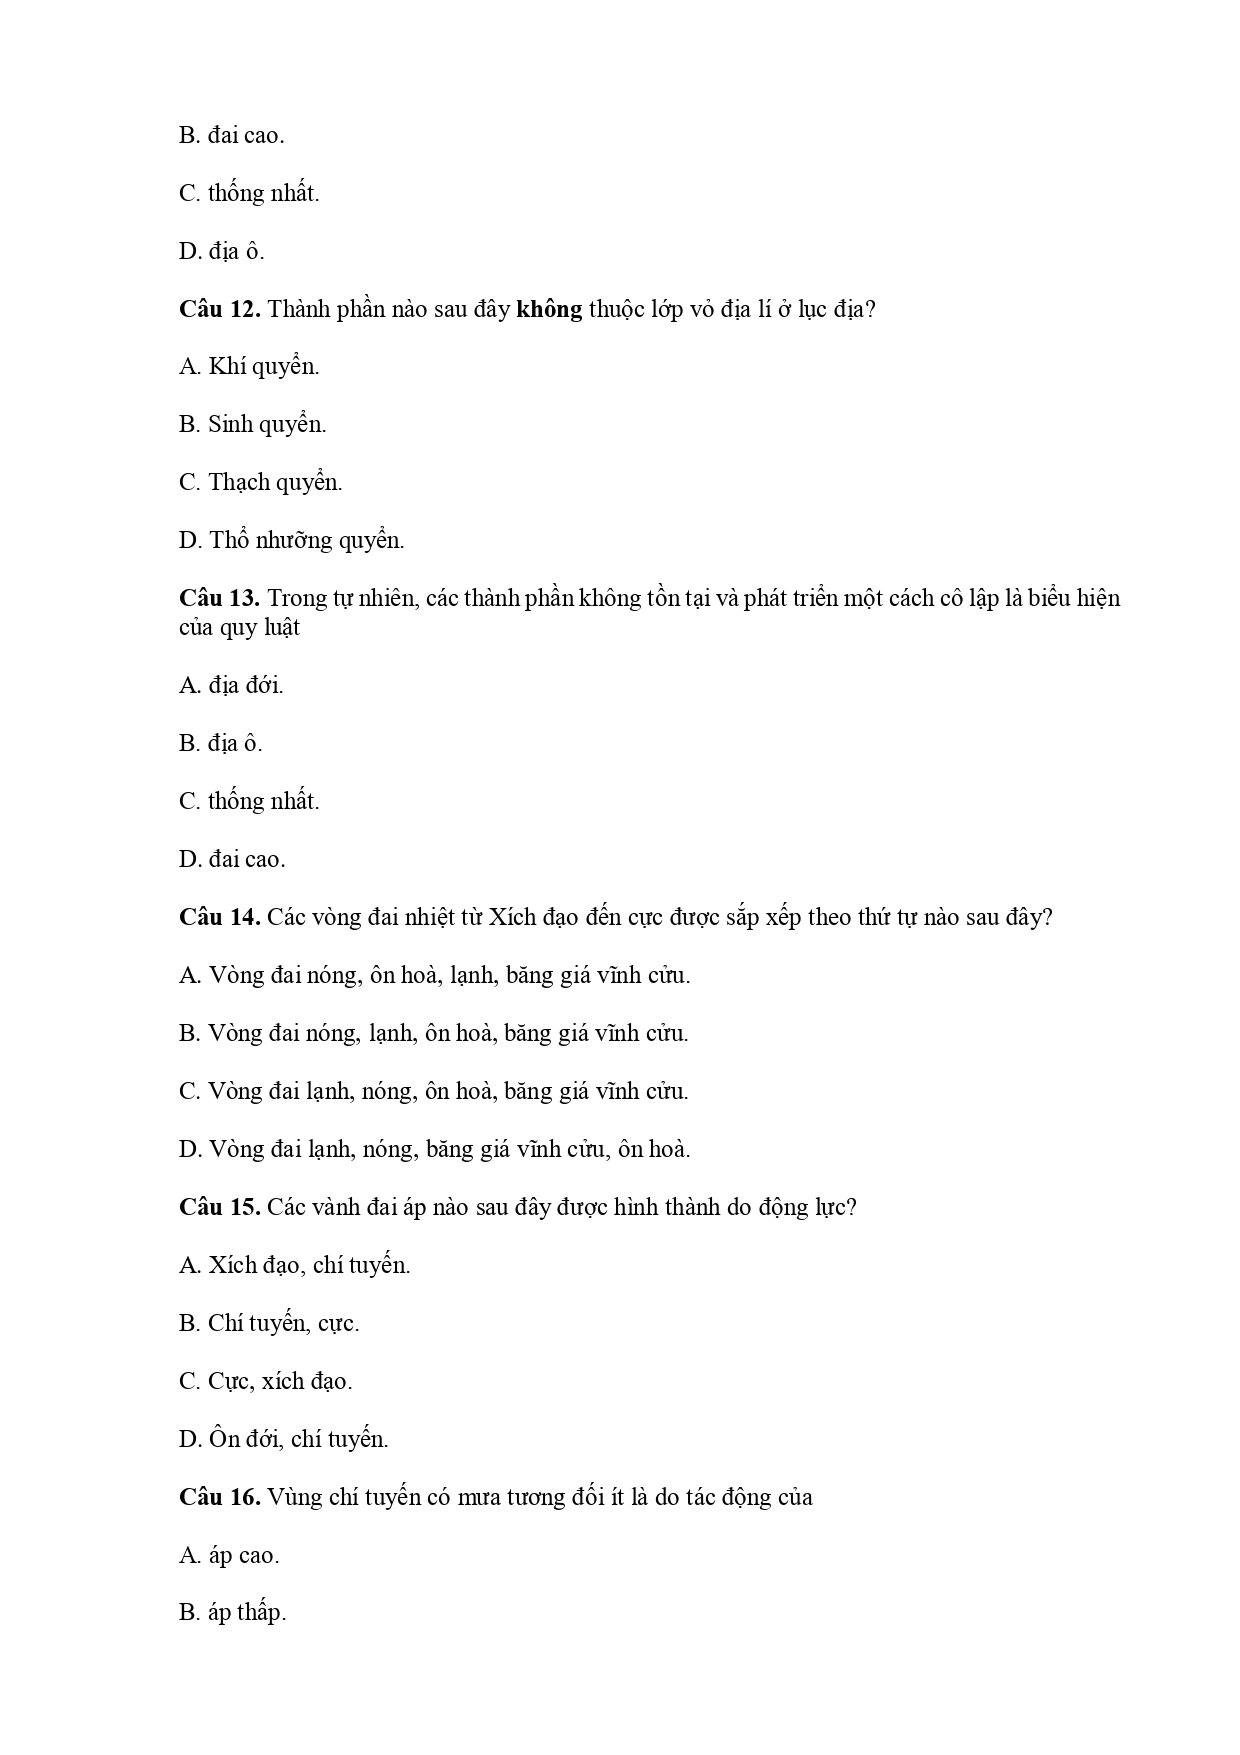 B. đai cao.
C. thống nhất.
D. địa ô.
Câu 12. Thành phần nào sau đây không thuộc lớp vỏ địa lí ở lục địa?
A. Khí quyển.
B. Sinh quyển.
C. Thạch quyển.
D. Thổ nhưỡng quyển.
Câu 13. Trong tự nhiên, các thành phần không tồn tại và phát triển một cách cô lập là biểu hiện
của quy luật
A. địa đới.
B. địa ô.
C. thống nhất.
D. đai cao.
Câu 14. Các vòng đai nhiệt từ Xích đạo đến cực được sắp xếp theo thứ tự nào sau đây?
A. Vòng đai nóng, ôn hoà, lạnh, băng giá vĩnh cửu.
B. Vòng đai nóng, lạnh, ôn hoà, băng giá vĩnh cửu.
C. Vòng đai lạnh, nóng, ôn hoà, băng giá vĩnh cửu.
D. Vòng đai lạnh, nóng, băng giá vĩnh cửu, ôn hoà.
Câu 15. Các vành đai áp nào sau đây được hình thành do động lực?
A. Xích đạo, chí tuyến.
B. Chí tuyến, cực.
C. Cực, xích đạo.
D. Ôn đới, chí tuyến.
Câu 16. Vùng chí tuyến có mưa tương đối ít là do tác động của
A. áp cao.
B. áp thấp.